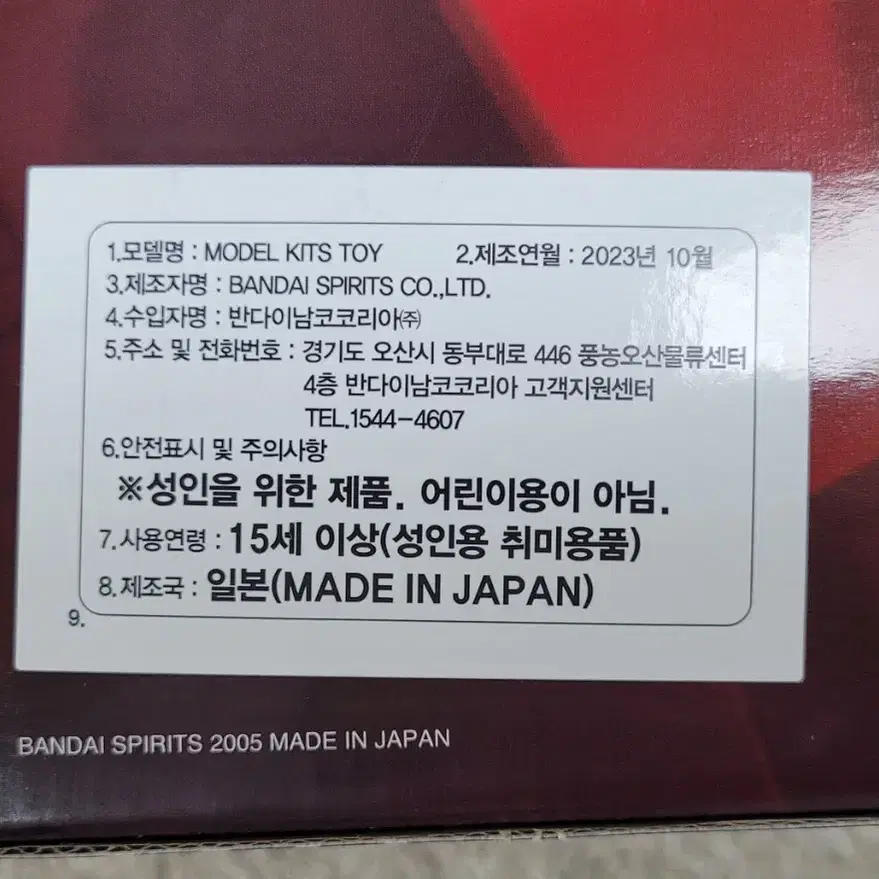 1.모델명 : MODEL KITS TOY 2.제조연월 : 2023년 10월
3.제조자명 : BANDAI SPIRITS CO.,LTD.
4.수입자명 : 반다이남코코리아㈜
5.주소 및 전화번호 : 경기도 오산시 동부대로 446 풍농오산물류센터
4층 반다이남코코리아 고객지원센터
TEL.1544-4607
6.안전표시 및 주의사항
※성인을 위한 제품. 어린이용이 아님.
7.사용연령 : 15세 이상(성인용 취미용품)
8.제조국 : 일본(MADE IN JAPAN)
9.
BANDAI SPIRITS 2005 MADE IN JAPAN